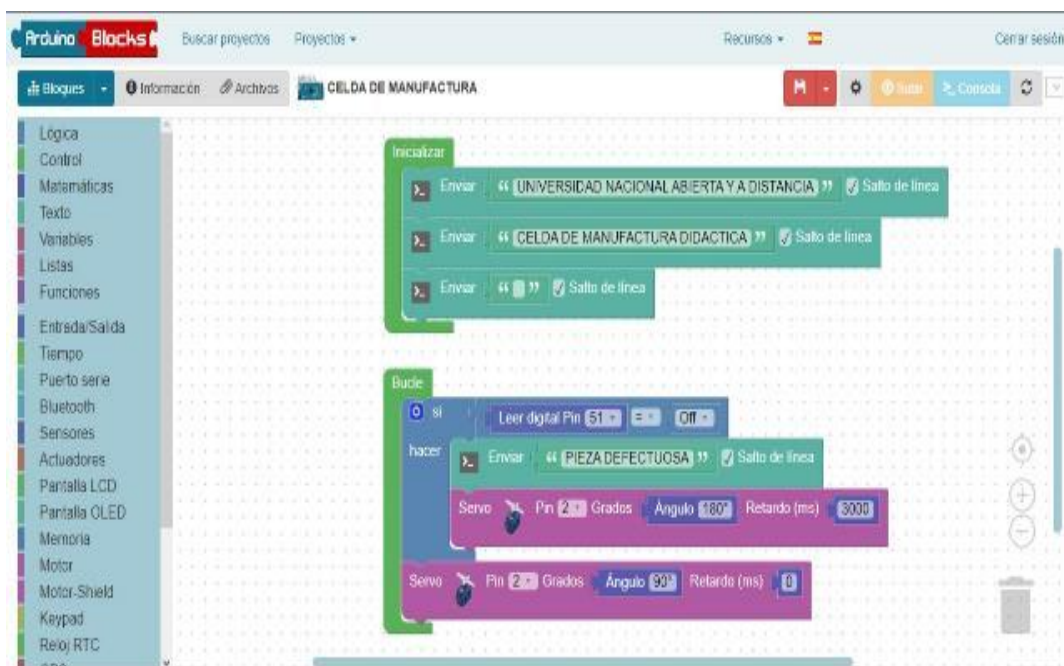 Arduino Blocks Buscar proyectos Proyectos Recursos Cerrar sesión
Bloques Información Archivos CELDA DE MANUFACTURA Subir Consola
Lógica
Control
Matemáticas
Texto
Variables
Listas
Funciones
Entrada/Salida
Tiempo
Puerto serie
Bluetooth
Sensores
Actuadores
Pantalla LCD
Pantalla OLED
Memoria
Motor
Motor-Shield
Keypad
Reloj RTC
Inicializar
Enviar “ UNIVERSIDAD NACIONAL ABIERTA Y A DISTANCIA ” Salto de línea
Enviar “ CELDA DE MANUFACTURA DIDACTICA ” Salto de línea
Enviar “ ” Salto de línea
Bucle
si Leer digital Pin 51 = Off
hacer Enviar “ PIEZA DEFECTUOSA ” Salto de línea
Servo Pin 2 Grados Ángulo 180° Retardo (ms) 3000
Servo Pin 2 Grados Ángulo 90° Retardo (ms) 0